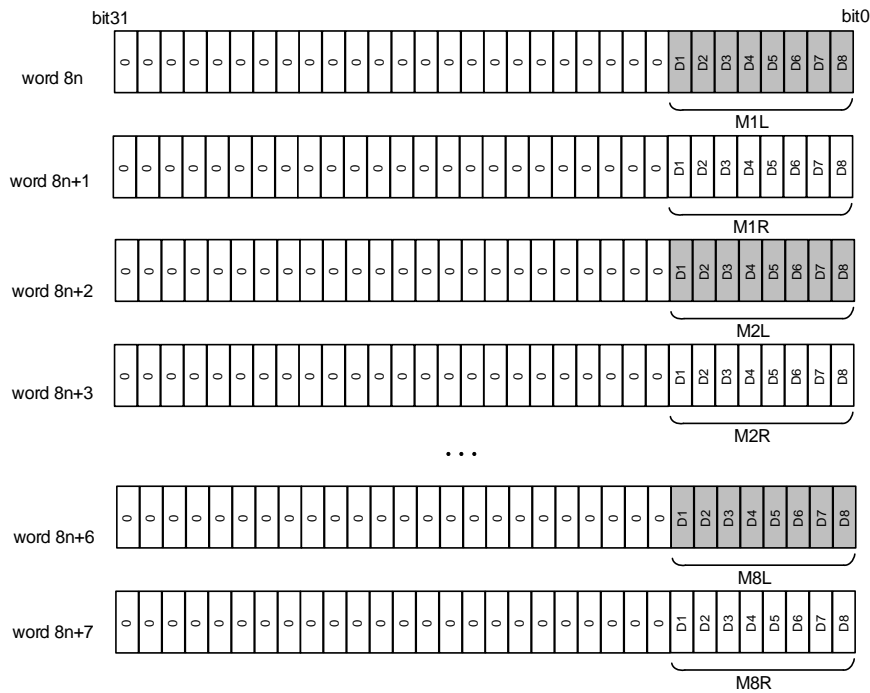 bit31 bit0
word 8n 0 0 0 0 0 0 0 0 0 0 0 0 0 0 0 0 0 0 0 0 0 0 0 0 D1 D2 D3 D4 D5 D6 D7 D8
M1L
word 8n+1 0 0 0 0 0 0 0 0 0 0 0 0 0 0 0 0 0 0 0 0 0 0 0 0 D1 D2 D3 D4 D5 D6 D7 D8
M1R
word 8n+2 0 0 0 0 0 0 0 0 0 0 0 0 0 0 0 0 0 0 0 0 0 0 0 0 D1 D2 D3 D4 D5 D6 D7 D8
M2L
word 8n+3 0 0 0 0 0 0 0 0 0 0 0 0 0 0 0 0 0 0 0 0 0 0 0 0 D1 D2 D3 D4 D5 D6 D7 D8
M2R
...
word 8n+6 0 0 0 0 0 0 0 0 0 0 0 0 0 0 0 0 0 0 0 0 0 0 0 0 D1 D2 D3 D4 D5 D6 D7 D8
M8L
word 8n+7 0 0 0 0 0 0 0 0 0 0 0 0 0 0 0 0 0 0 0 0 0 0 0 0 D1 D2 D3 D4 D5 D6 D7 D8
M8R